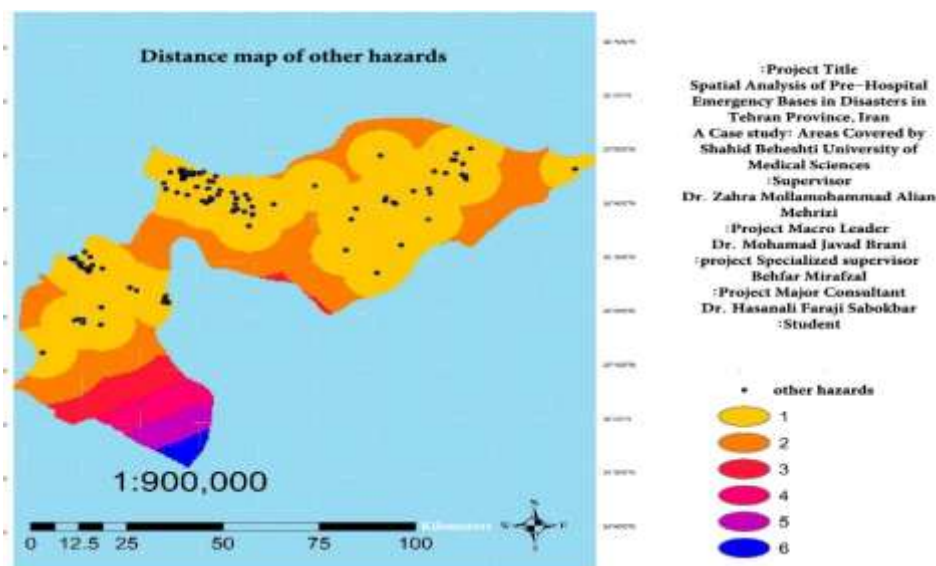 Distance map of other hazards
1:900,000
0 12.5 25 50 75 100
Kilometers
N
W E
S
:Project Title
Spatial Analysis of Pre-Hospital
Emergency Bases in Disasters in
Tehran Province, Iran
A Case study: Areas Covered by
Shahid Beheshti University of
Medical Sciences
:Supervisor
Dr. Zahra Mollamohammad Alian
Mehrizi
:Project Macro Leader
Dr. Mohamad Javad Brani
:project Specialized supervisor
Behfar Mirafzal
:Project Major Consultant
Dr. Hasanali Faraji Sabokbar
:Student
other hazards
1
2
3
4
5
6